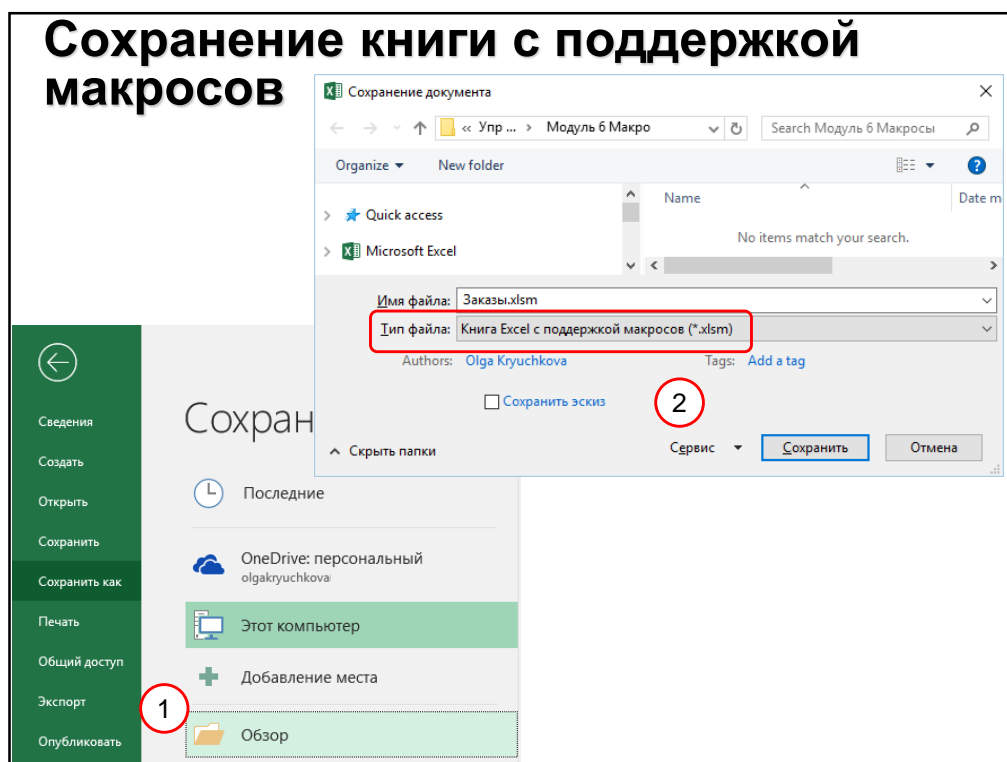 Сохранение книги с поддержкой
макросов
Сохранение документа
« Упр ... › Модуль 6 Макро
Search Модуль 6 Макросы
Organize
New folder
Quick access
Microsoft Excel
Name
Date m
No items match your search.
Имя файла: Заказы.xlsm
Тип файла: Книга Excel с поддержкой макросов (*.xlsm)
Authors: Olga Kryuchkova
Tags: Add a tag
Сохранить эскиз
2
Скрыть папки
Сервис
Сохранить
Отмена
Сведения
Создать
Открыть
Сохранить
Сохранить как
Печать
Общий доступ
Экспорт
Опубликовать
Сохран
Последние
OneDrive: персональный
olgakryuchkova
Этот компьютер
Добавление места
1
Обзор